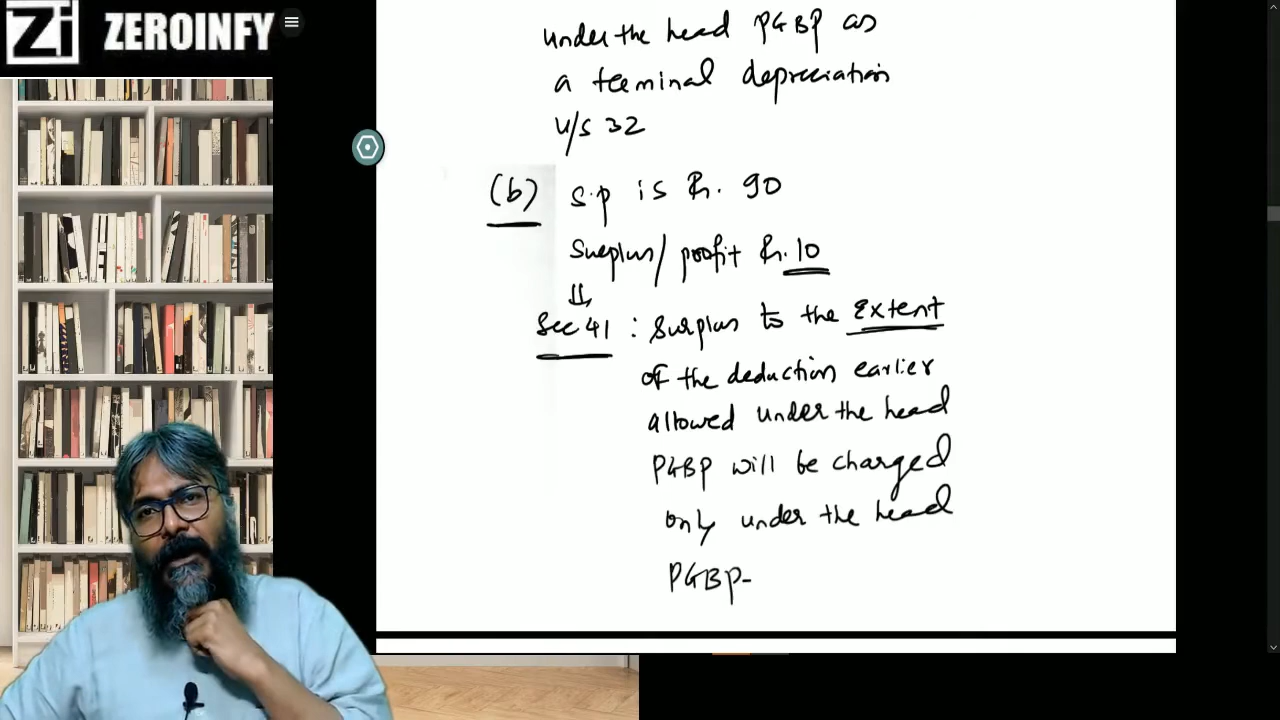 Zi ZEROINFY
under the head PGBP as
a terminal depreciation
u/s 32
(b) S.P is Rs. 90
Surplus/profit Rs. 10
Sec 41 : Surplus to the Extent
of the deduction earlier
allowed under the head
PGBP will be charged
only under the head
PGBP-